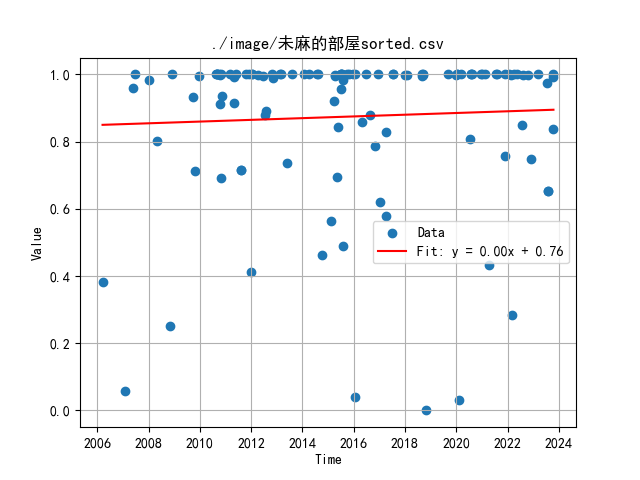 ./image/未麻的部屋sorted.csv
Value
1.0
0.8
0.6
0.4
0.2
0.0
Data
Fit: y = 0.00x + 0.76
2006 2008 2010 2012 2014 2016 2018 2020 2022 2024
Time